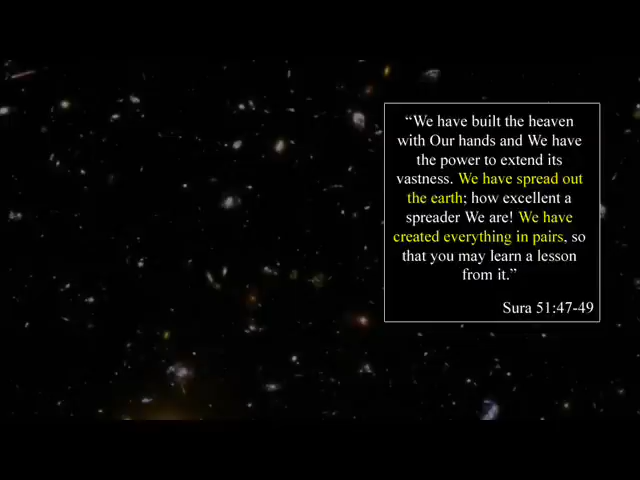 “We have built the heaven
with Our hands and We have
the power to extend its
vastness. We have spread out
the earth; how excellent a
spreader We are! We have
created everything in pairs, so
that you may learn a lesson
from it.”
Sura 51:47-49